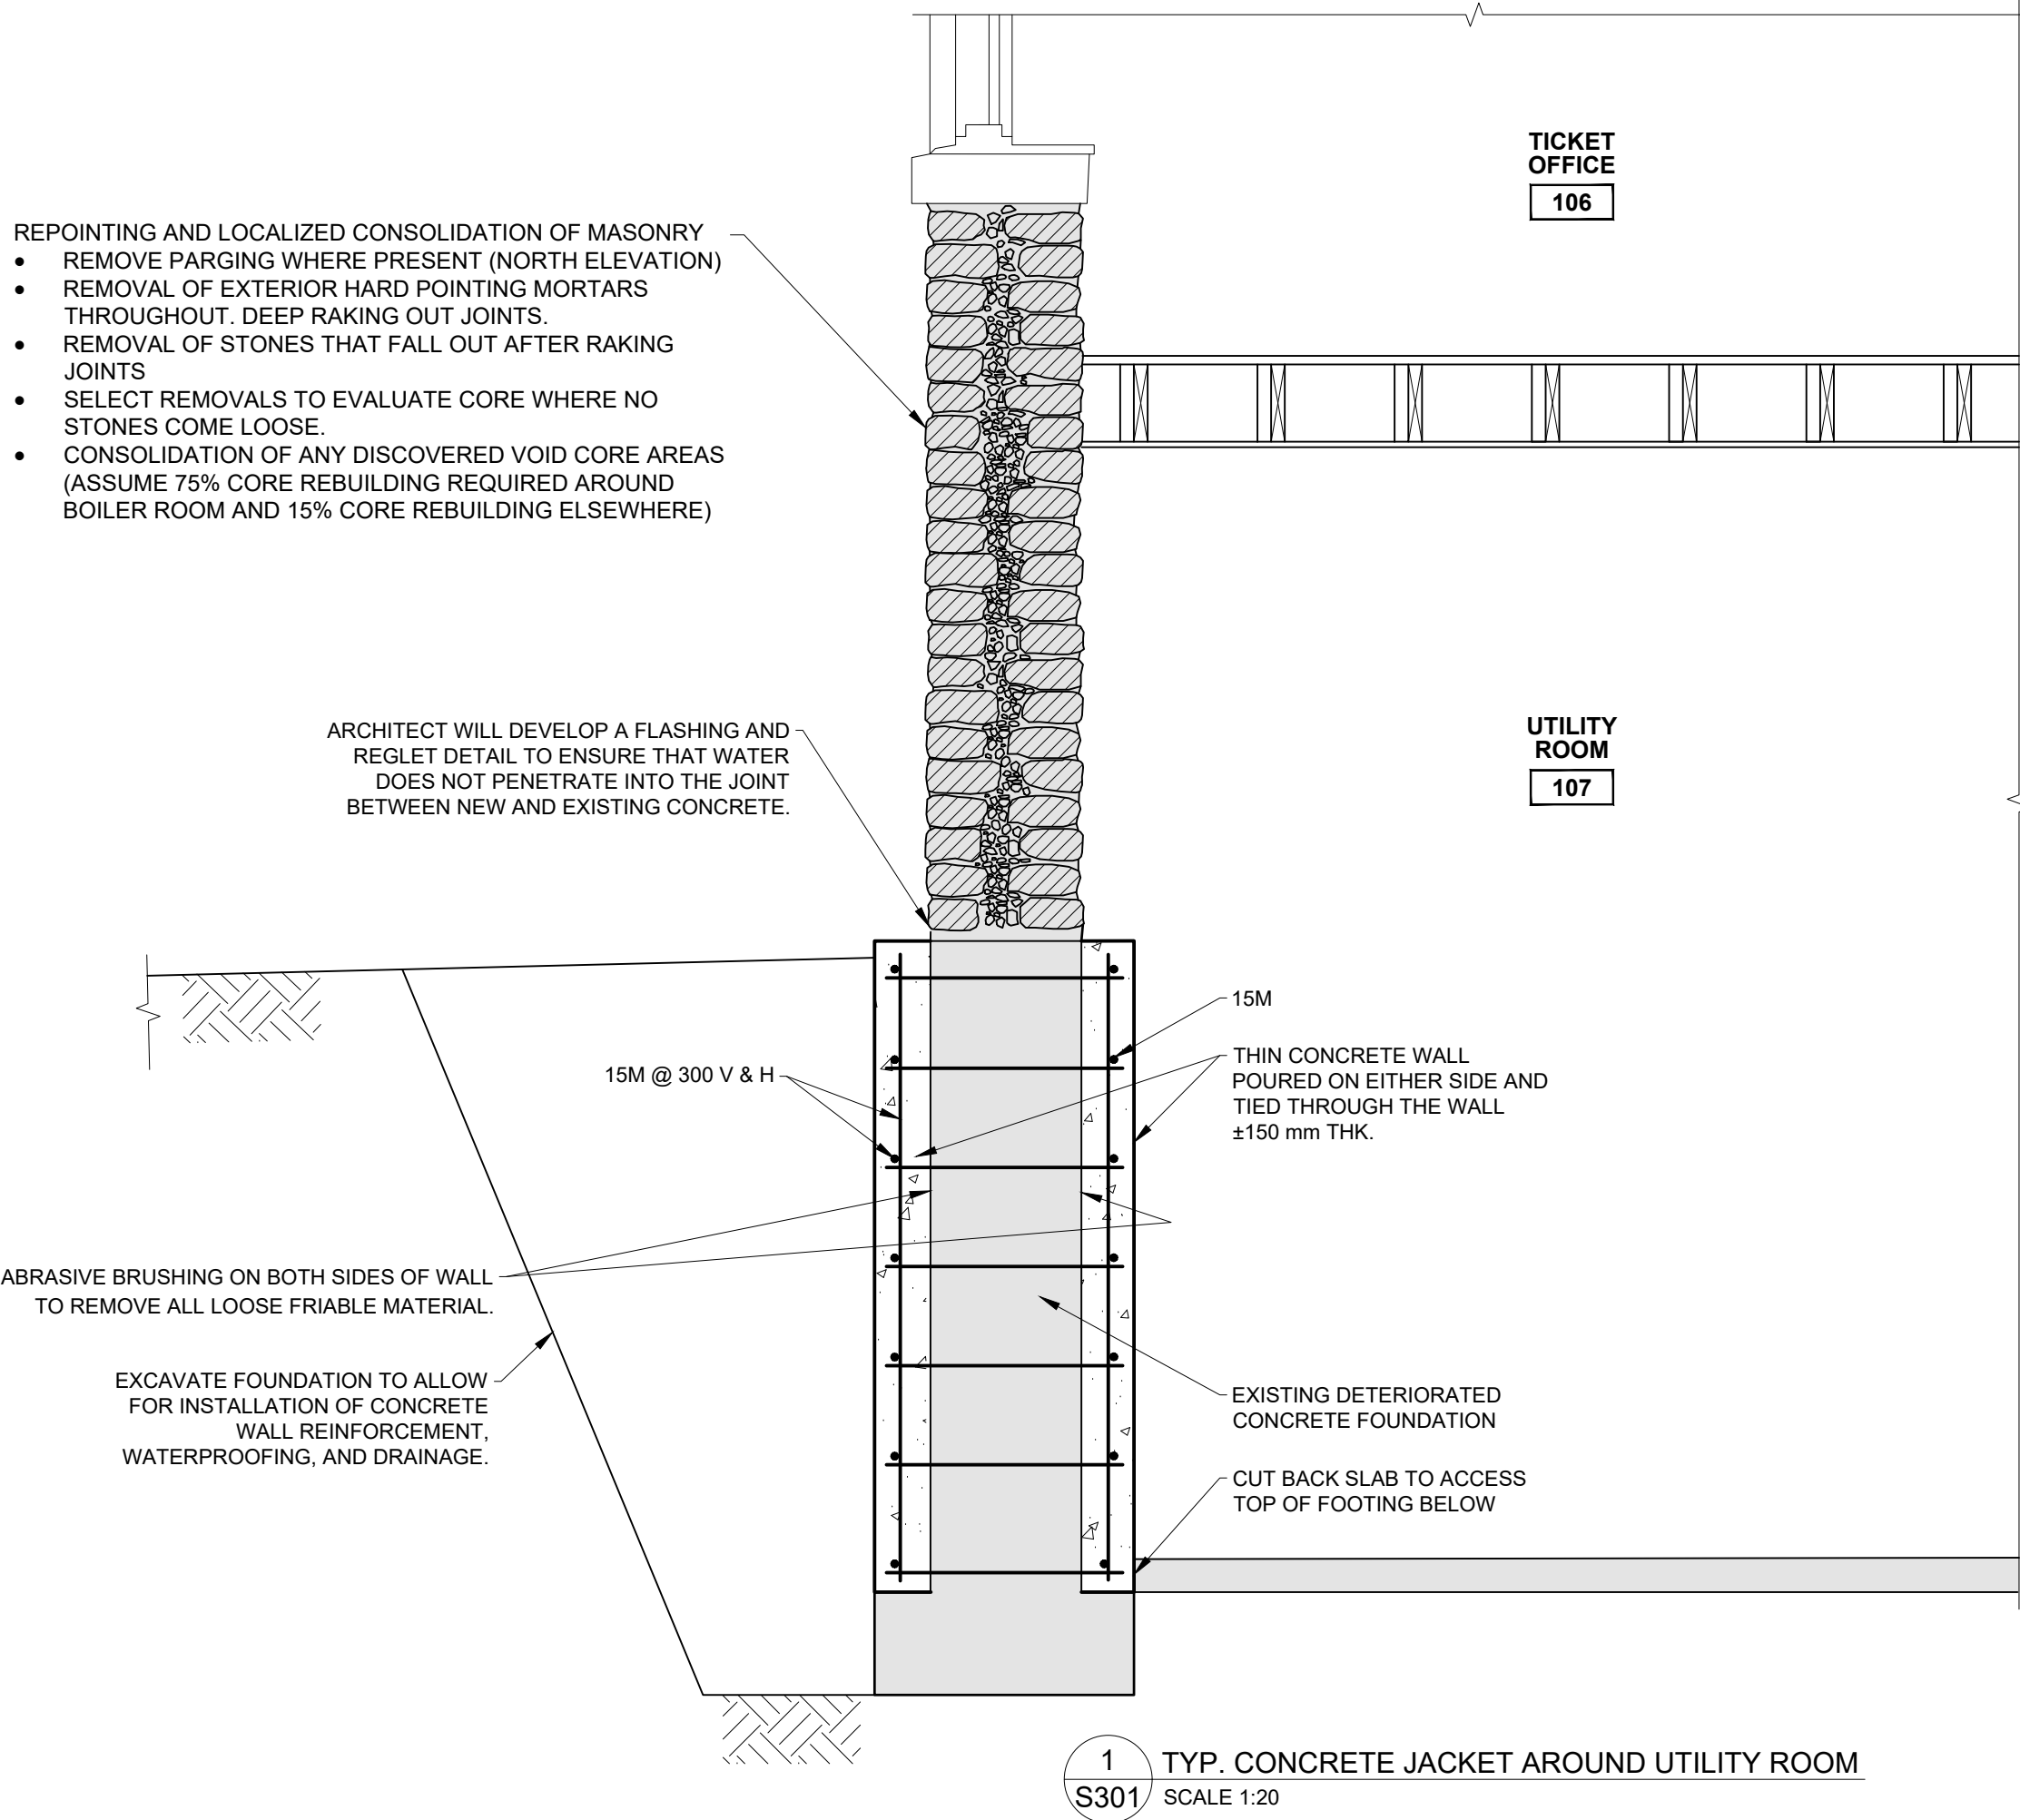 TICKET
OFFICE
106
REPOINTING AND LOCALIZED CONSOLIDATION OF MASONRY
• REMOVE PARGING WHERE PRESENT (NORTH ELEVATION)
• REMOVAL OF EXTERIOR HARD POINTING MORTARS
THROUGHOUT. DEEP RAKING OUT JOINTS.
• REMOVAL OF STONES THAT FALL OUT AFTER RAKING
JOINTS
• SELECT REMOVALS TO EVALUATE CORE WHERE NO
STONES COME LOOSE.
• CONSOLIDATION OF ANY DISCOVERED VOID CORE AREAS
(ASSUME 75% CORE REBUILDING REQUIRED AROUND
BOILER ROOM AND 15% CORE REBUILDING ELSEWHERE)
ARCHITECT WILL DEVELOP A FLASHING AND
REGLET DETAIL TO ENSURE THAT WATER
DOES NOT PENETRATE INTO THE JOINT
BETWEEN NEW AND EXISTING CONCRETE.
UTILITY
ROOM
107
15M
15M @ 300 V & H
THIN CONCRETE WALL
POURED ON EITHER SIDE AND
TIED THROUGH THE WALL
±150 mm THK.
ABRASIVE BRUSHING ON BOTH SIDES OF WALL
TO REMOVE ALL LOOSE FRIABLE MATERIAL.
EXCAVATE FOUNDATION TO ALLOW
FOR INSTALLATION OF CONCRETE
WALL REINFORCEMENT,
WATERPROOFING, AND DRAINAGE.
EXISTING DETERIORATED
CONCRETE FOUNDATION
CUT BACK SLAB TO ACCESS
TOP OF FOOTING BELOW
1
S301
TYP. CONCRETE JACKET AROUND UTILITY ROOM
SCALE 1:20